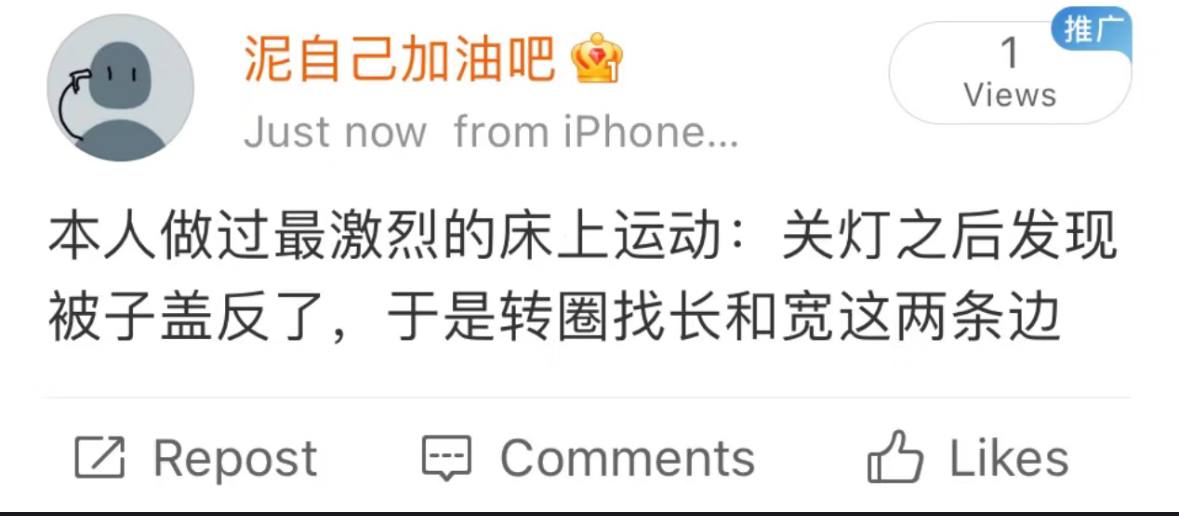 泥自己加油吧
1
推广
1
Views
Just now from iPhone...
本人做过最激烈的床上运动：关灯之后发现
被子盖反了，于是转圈找长和宽这两条边
Repost
Comments
Likes